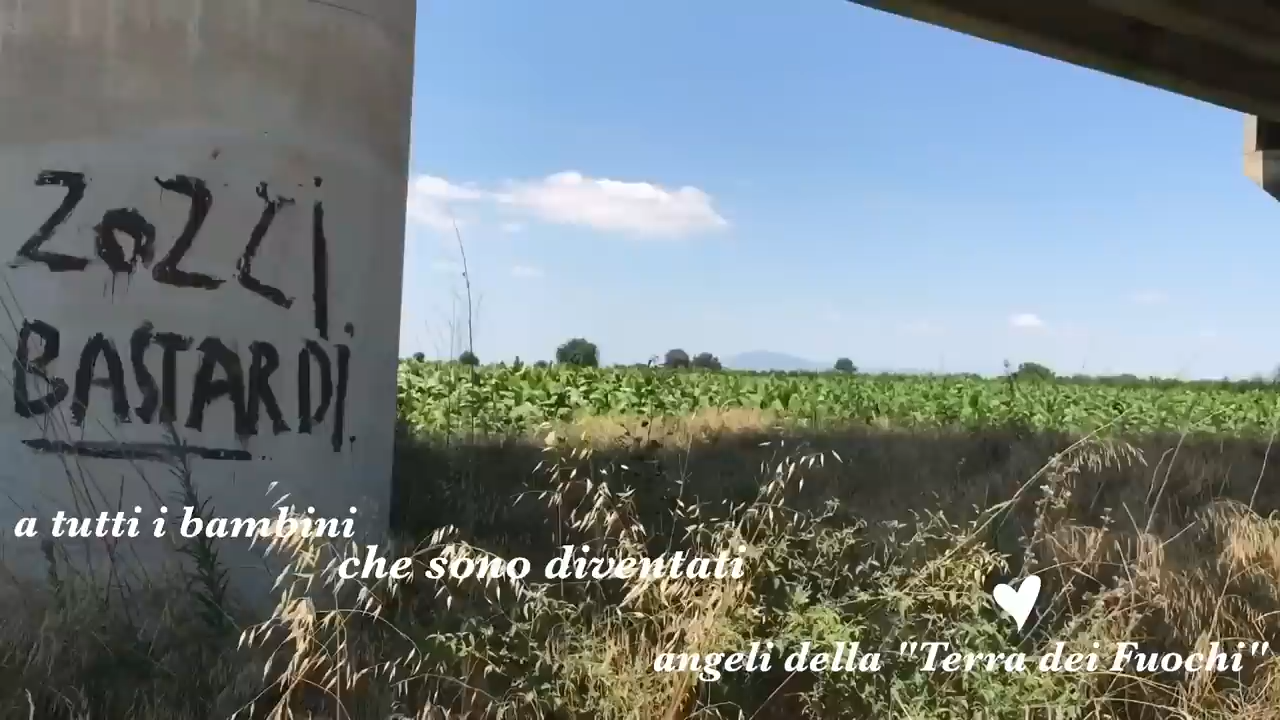 ZOZZI
BASTARDI.
a tutti i bambini
che sono diventati
angeli della "Terra dei Fuochi"